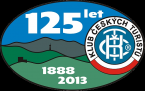 125 let
KLUB ČESKÝCH TURISTŮ
KČT
1888
2013